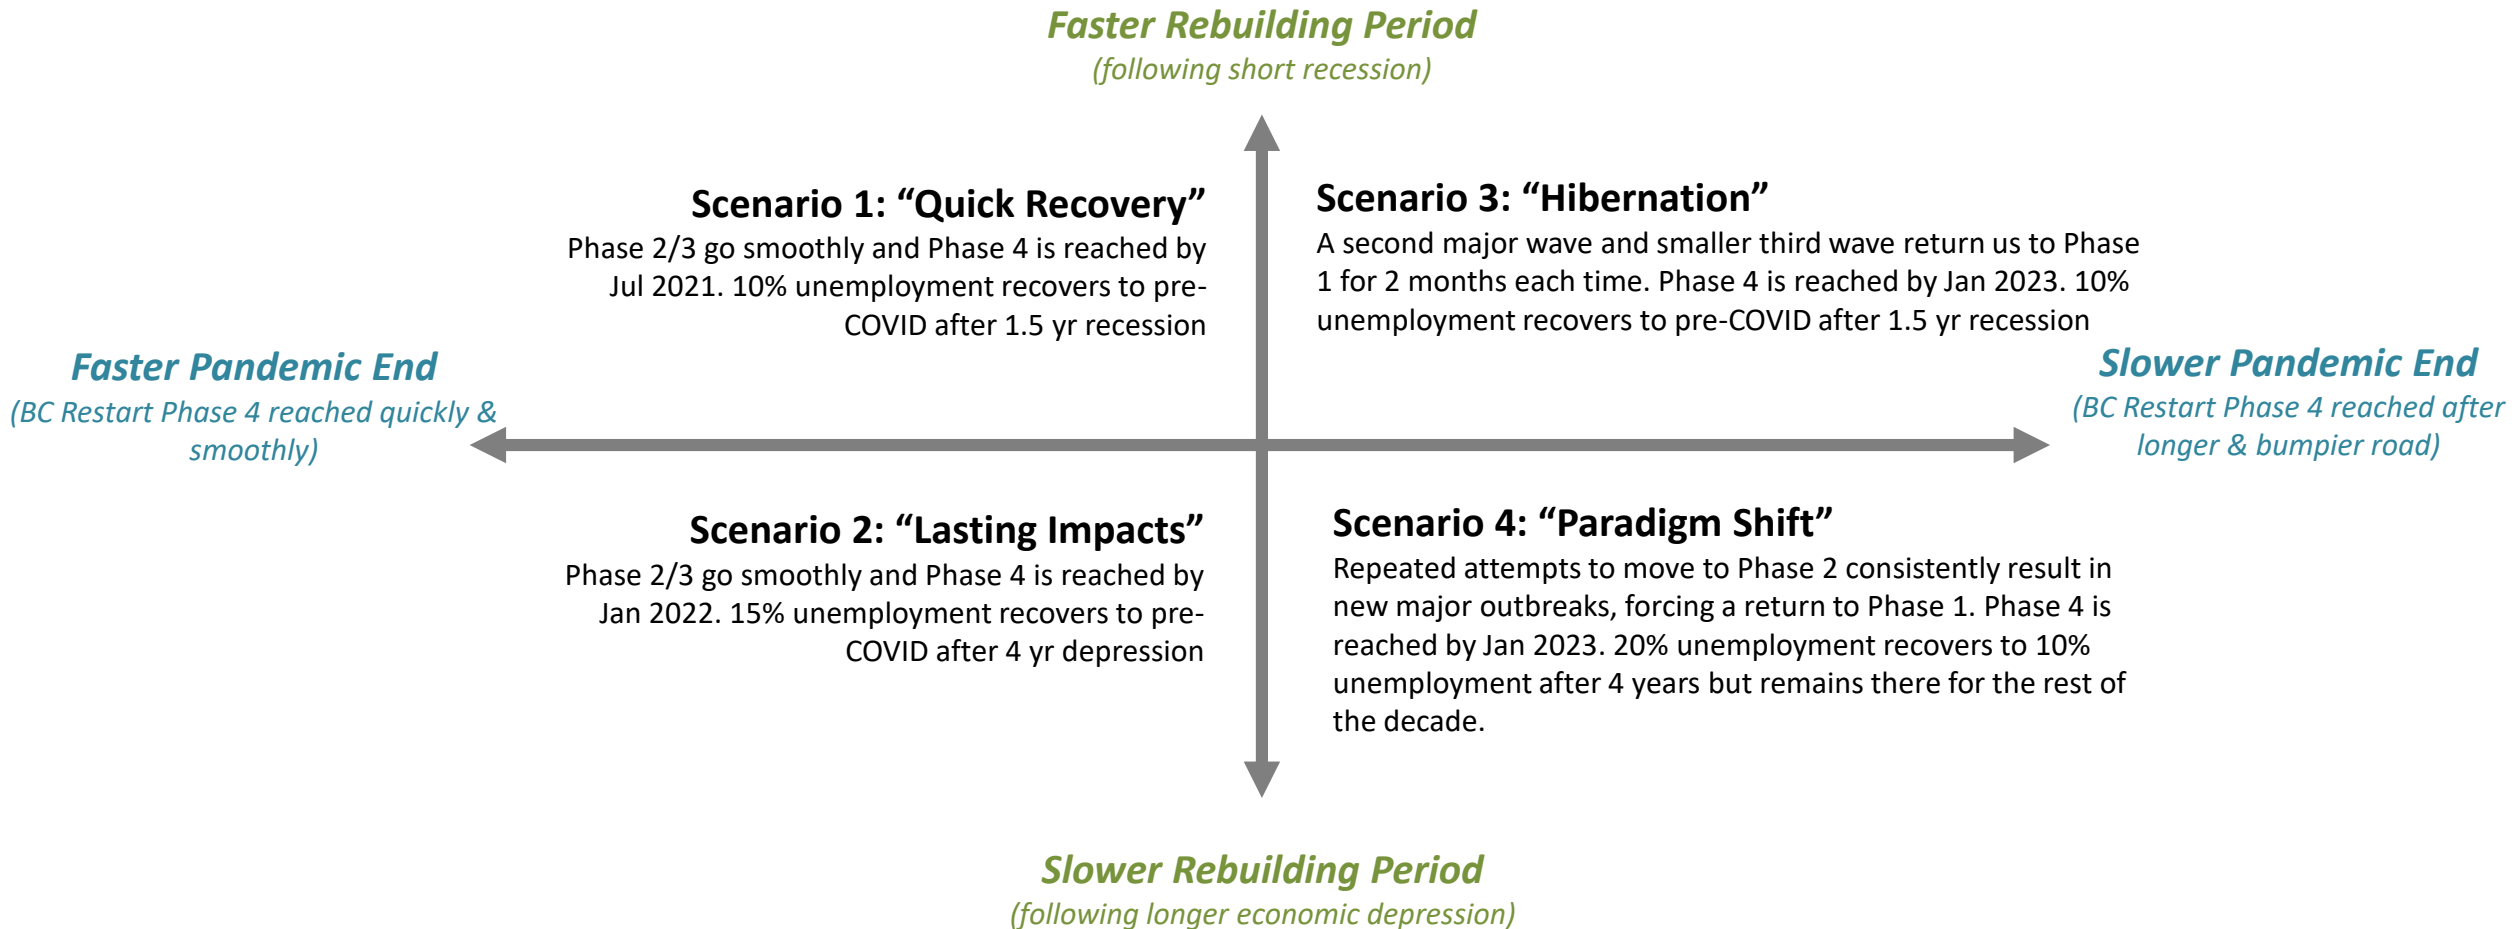 Faster Rebuilding Period
(following short recession)
Scenario 1: “Quick Recovery”
Phase 2/3 go smoothly and Phase 4 is reached by
Jul 2021. 10% unemployment recovers to pre-
COVID after 1.5 yr recession
Scenario 3: “Hibernation”
A second major wave and smaller third wave return us to Phase
1 for 2 months each time. Phase 4 is reached by Jan 2023. 10%
unemployment recovers to pre-COVID after 1.5 yr recession
Faster Pandemic End
(BC Restart Phase 4 reached quickly &
smoothly)
Slower Pandemic End
(BC Restart Phase 4 reached after
longer & bumpier road)
Scenario 2: “Lasting Impacts”
Phase 2/3 go smoothly and Phase 4 is reached by
Jan 2022. 15% unemployment recovers to pre-
COVID after 4 yr depression
Scenario 4: “Paradigm Shift”
Repeated attempts to move to Phase 2 consistently result in
new major outbreaks, forcing a return to Phase 1. Phase 4 is
reached by Jan 2023. 20% unemployment recovers to 10%
unemployment after 4 years but remains there for the rest of
the decade.
Slower Rebuilding Period
(following longer economic depression)